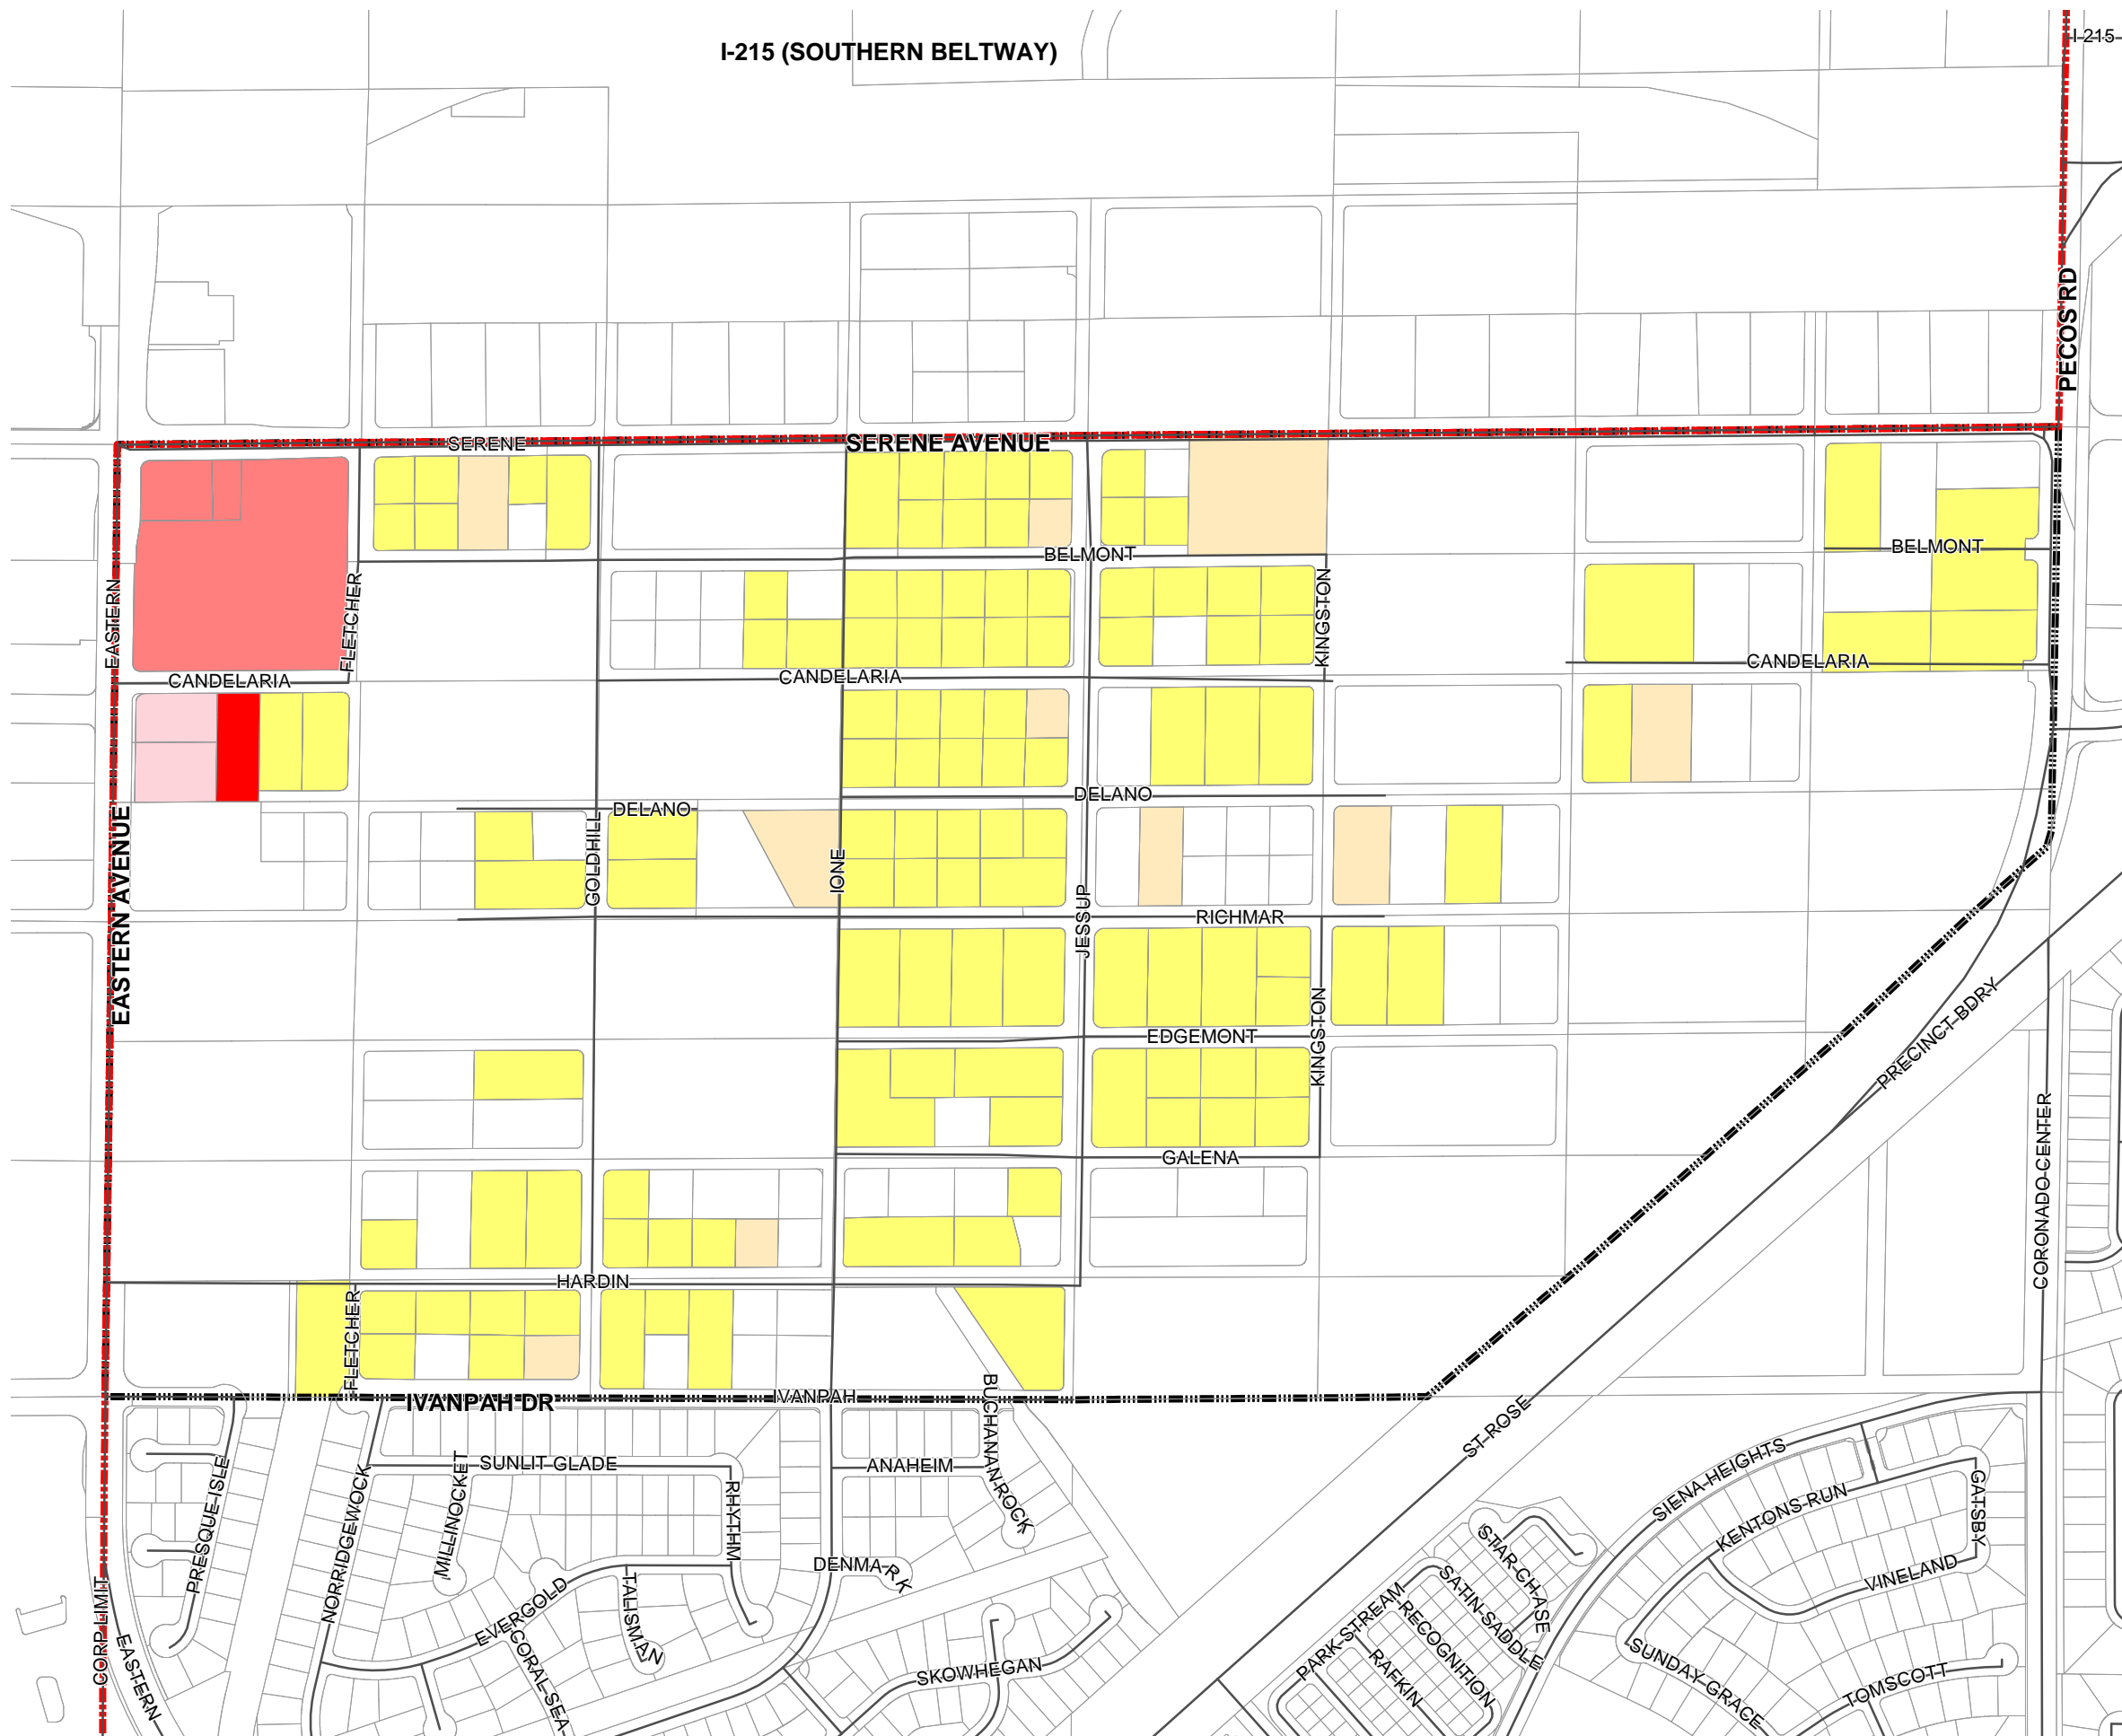 I-215 (SOUTHERN BELTWAY)
I-215
PECOS RD
SERENE
SERENE AVENUE
BELMONT
BELMONT
EASTERN
FLETCHER
KINGSTON
CANDELARIA
CANDELARIA
CANDELARIA
DELANO
DELANO
EASTERN AVENUE
GOLDHILL
IONE
JESSUP
RICHMAR
EDGEMONT
KINGSTON
PRECINCT BDRY
GALENA
CORONADO CENTER
HARDIN
FLETCHER
IVANPAH DR
IVANPAH
BUCHANAN ROCK
ST ROSE
SUNLIT GLADE
ANAHEIM
PRESQUE ISLE
NORRIDGEWOCK
MILLINOCKET
RHYTHM
SIENA HEIGHTS
KENTONS RUN
GATSBY
STAR CHASE
DENMARK
VINELAND
EVERGOLD
TALISMAN
SATIN SADDLE
PARK STREAM
RECOGNITION
CORP LIMIT
EASTERN
CORAL SEA
SKOWHEGAN
RAFKIN
SUNDAY GRACE
TOMSCOTT